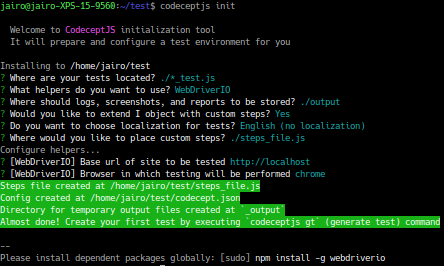 jairo@jairo-XPS-15-9560:~/test$ codeceptjs init
Welcome to CodeceptJS initialization tool
It will prepare and configure a test environment for you
Installing to /home/jairo/test
? Where are your tests located? ./*_test.js
? What helpers do you want to use? WebDriverIO
? Where should logs, screenshots, and reports to be stored? ./output
? Would you like to extend I object with custom steps? Yes
? Do you want to choose localization for tests? English (no localization)
? Where would you like to place custom steps? ./steps_file.js
Configure helpers...
? [WebDriverIO] Base url of site to be tested http://localhost
? [WebDriverIO] Browser in which testing will be performed chrome
Steps file created at /home/jairo/test/steps_file.js
Config created at /home/jairo/test/codecept.json
Directory for temporary output files created at `_output`
Almost done! Create your first test by executing `codeceptjs gt` (generate test) command
--
Please install dependent packages globally: [sudo] npm install -g webdriverio